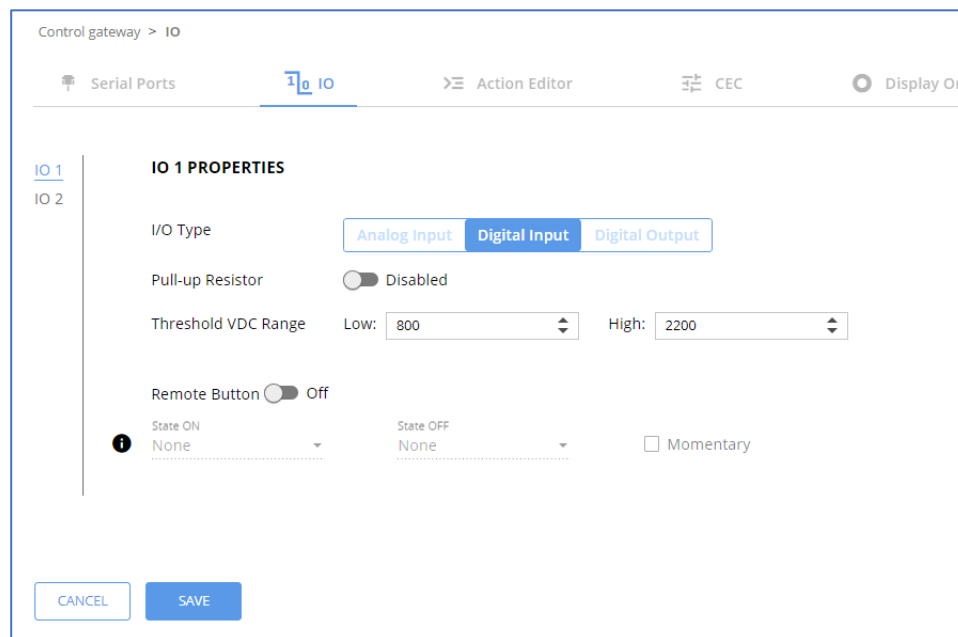 Control gateway > IO
Serial Ports IO Action Editor CEC Display
IO 1
IO 2
IO 1 PROPERTIES
I/O Type Analog Input Digital Input Digital Output
Pull-up Resistor Disabled
Threshold VDC Range Low: 800 High: 2200
Remote Button Off
State ON State OFF
None None Momentary
CANCEL SAVE